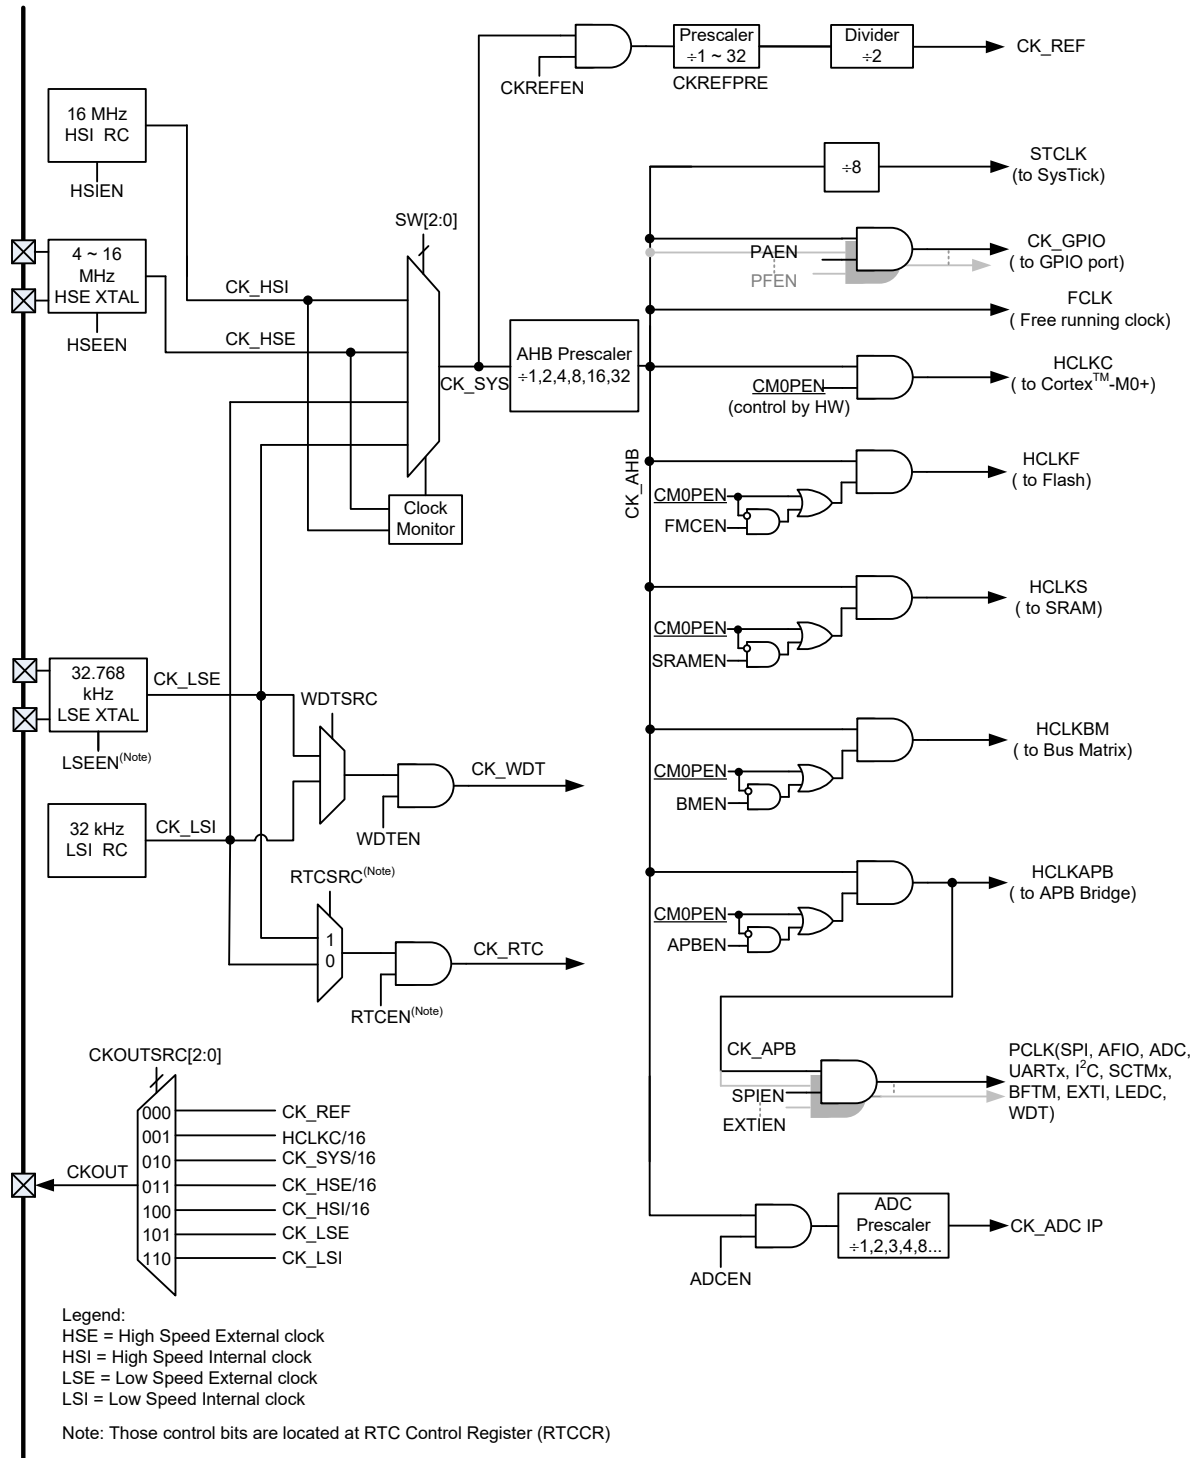 Prescaler
÷1 ~ 32
CKREFPRE
Divider
÷2
CK_REF
CKREFEN
16 MHz
HSI RC
HSIEN
÷8
STCLK
(to SysTick)
SW[2:0]
4 ~ 16
MHz
HSE XTAL
HSEEN
CK_HSI
CK_HSE
PAEN
PFEN
CK_GPIO
( to GPIO port)
FCLK
( Free running clock)
AHB Prescaler
÷1,2,4,8,16,32
CK_SYS
CM0PEN
(control by HW)
HCLKC
( to Cortex™-M0+)
CK_AHB
Clock
Monitor
CM0PEN
FMCEN
HCLKF
( to Flash)
CM0PEN
SRAMEN
HCLKS
( to SRAM)
32.768
kHz
LSE XTAL
LSEEN(Note)
CK_LSE
WDTSRC
CK_WDT
WDTEN
CM0PEN
BMEN
HCLKBM
( to Bus Matrix)
32 kHz
LSI RC
CK_LSI
RTCSRC(Note)
1
0
CK_RTC
RTCEN(Note)
CM0PEN
APBEN
HCLKAPB
( to APB Bridge)
CK_APB
SPIEN
EXTIEN
PCLK(SPI, AFIO, ADC,
UARTx, I²C, SCTMx,
BFTM, EXTI, LEDC,
WDT)
CKOUTSRC[2:0]
000 CK_REF
001 HCLKC/16
010 CK_SYS/16
CKOUT 011 CK_HSE/16
100 CK_HSI/16
101 CK_LSE
110 CK_LSI
ADC
Prescaler
÷1,2,3,4,8...
CK_ADC IP
ADCEN
Legend:
HSE = High Speed External clock
HSI = High Speed Internal clock
LSE = Low Speed External clock
LSI = Low Speed Internal clock
Note: Those control bits are located at RTC Control Register (RTCCR)